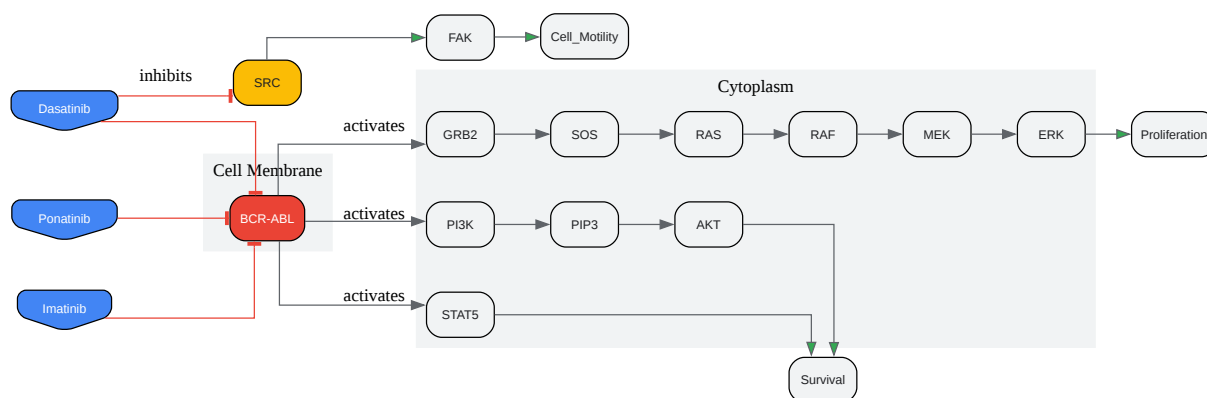 FAK
Cell_Motility
inhibits
SRC
Cytoplasm
Dasatinib
activates
GRB2
SOS
RAS
RAF
MEK
ERK
Proliferation
Cell Membrane
Ponatinib
BCR-ABL
activates
PI3K
PIP3
AKT
Imatinib
activates
STAT5
Survival